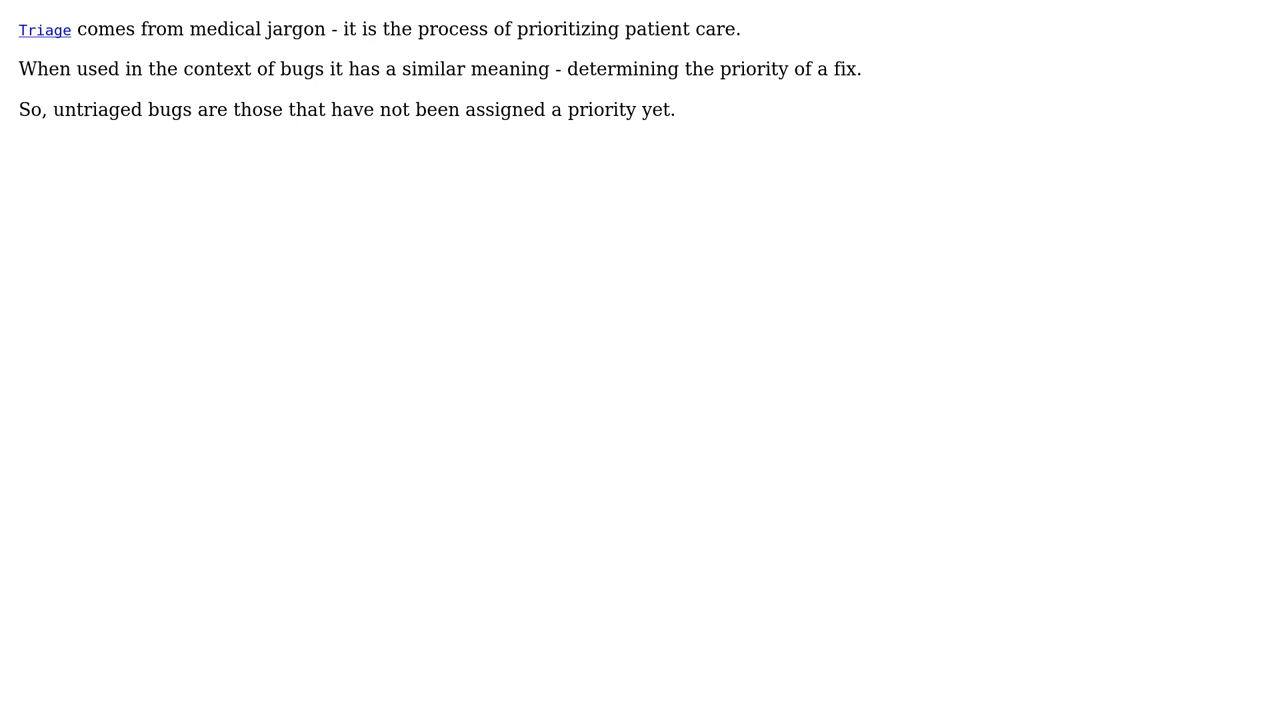 Triage comes from medical jargon - it is the process of prioritizing patient care.
When used in the context of bugs it has a similar meaning - determining the priority of a fix.
So, untriaged bugs are those that have not been assigned a priority yet.